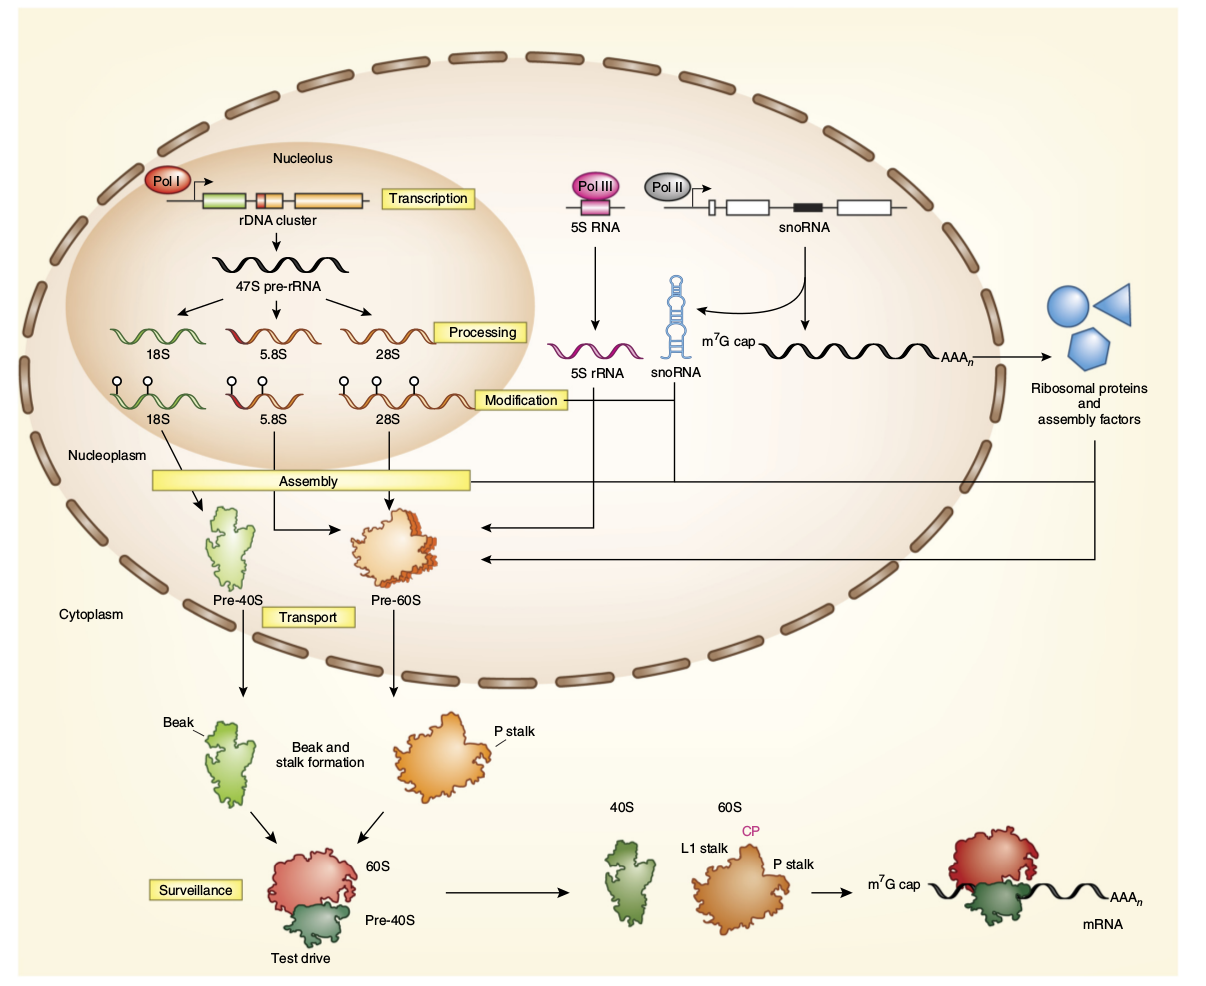 Nucleolus
Pol I
Transcription
rDNA cluster
47S pre-rRNA
Processing
18S
5.8S
28S
Modification
18S
5.8S
28S
Pol III
5S RNA
Pol II
snoRNA
5S rRNA
snoRNA
m7G cap
AAAn
Ribosomal proteins
and
assembly factors
Nucleoplasm
Assembly
Pre-40S
Pre-60S
Cytoplasm
Transport
Beak
Beak and
stalk formation
P stalk
Surveillance
60S
Pre-40S
Test drive
40S
60S
CP
L1 stalk
P stalk
m7G cap
AAAn
mRNA